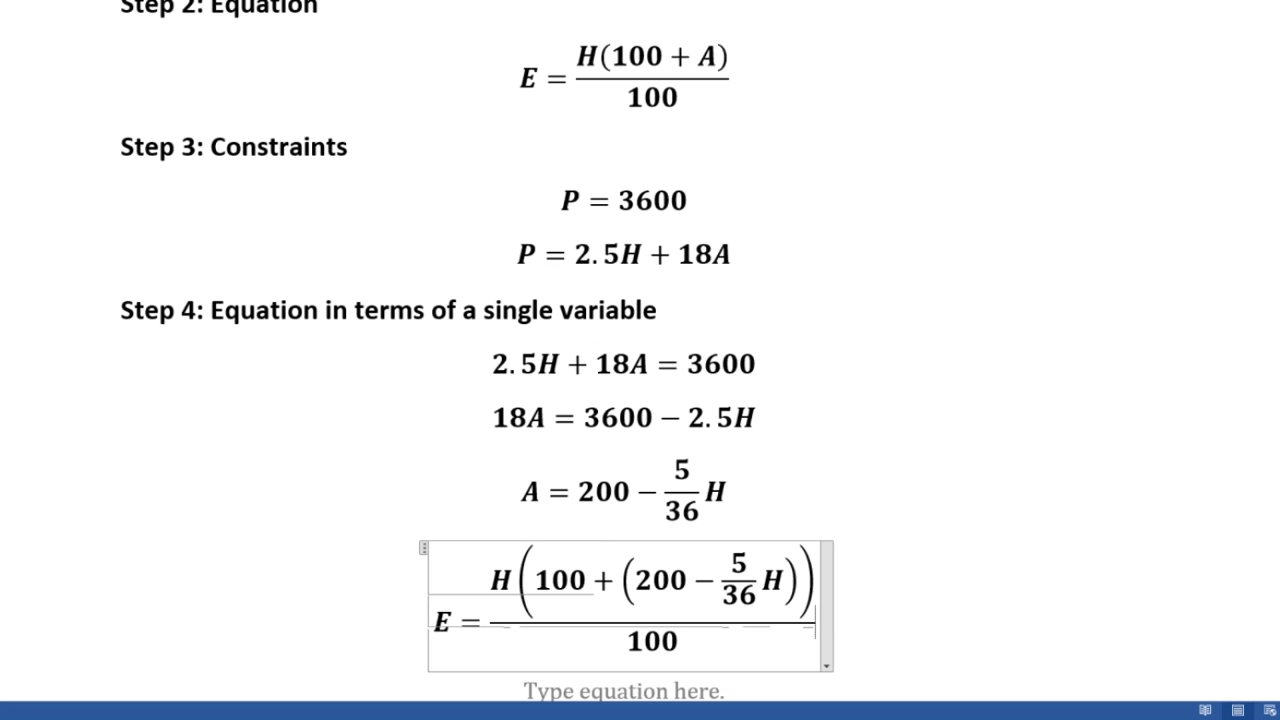 Step 2: Equation
E = H(100 + A) / 100
Step 3: Constraints
P = 3600
P = 2.5H + 18A
Step 4: Equation in terms of a single variable
2.5H + 18A = 3600
18A = 3600 − 2.5H
A = 200 − 5/36 H
E = H(100 + (200 − 5/36 H)) / 100
Type equation here.